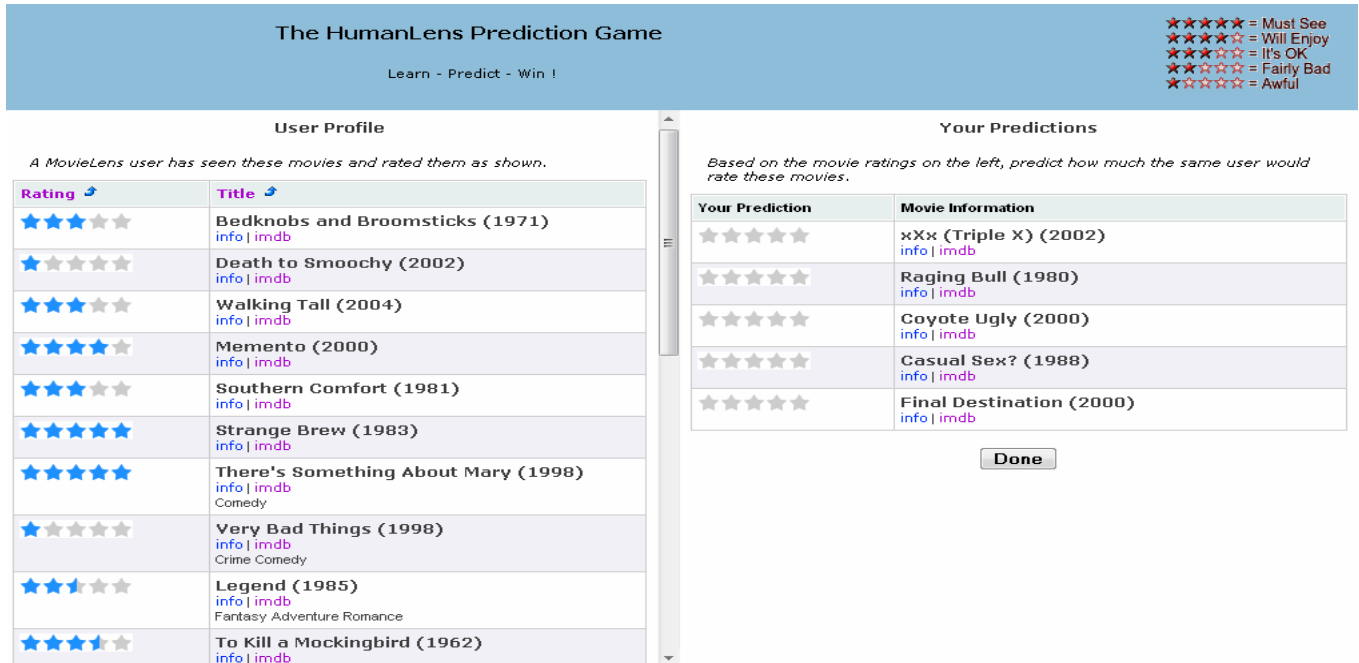 The HumanLens Prediction Game
Learn - Predict - Win !
= Must See
= Will Enjoy
= It's OK
= Fairly Bad
= Awful
User Profile
A MovieLens user has seen these movies and rated them as shown.
Rating Title
Bedknobs and Broomsticks (1971)
info | imdb
Death to Smoochy (2002)
info | imdb
Walking Tall (2004)
info | imdb
Memento (2000)
info | imdb
Southern Comfort (1981)
info | imdb
Strange Brew (1983)
info | imdb
There's Something About Mary (1998)
info | imdb
Comedy
Very Bad Things (1998)
info | imdb
Crime Comedy
Legend (1985)
info | imdb
Fantasy Adventure Romance
To Kill a Mockingbird (1962)
info | imdb
Your Predictions
Based on the movie ratings on the left, predict how much the same user would
rate these movies.
Your Prediction Movie Information
xXx (Triple X) (2002)
info | imdb
Raging Bull (1980)
info | imdb
Coyote Ugly (2000)
info | imdb
Casual Sex? (1988)
info | imdb
Final Destination (2000)
info | imdb
Done